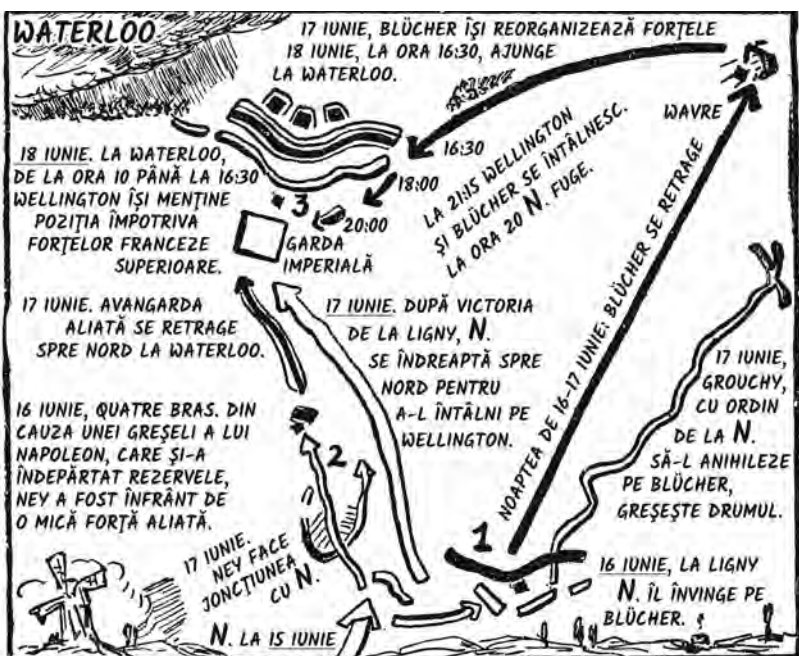 WATERLOO
17 IUNIE, BLÜCHER ÎȘI REORGANIZEAZĂ FORȚELE
18 IUNIE, LA ORA 16:30, AJUNGE
LA WATERLOO.
WAVRE
16:30
18:00
20:00
LA 21:15 WELLINGTON
ȘI BLÜCHER SE ÎNTÂLNESC.
LA ORA 20 N. FUGE.
18 IUNIE. LA WATERLOO,
DE LA ORA 10 PÂNĂ LA 16:30
WELLINGTON ÎȘI MENȚINE
POZIȚIA ÎMPOTRIVA
FORȚELOR FRANCEZE
SUPERIOARE.
3
GARDA
IMPERIALĂ
NOAPTEA DE 16-17 IUNIE: BLÜCHER SE RETRAGE
17 IUNIE. AVANGARDA
ALIATĂ SE RETRAGE
SPRE NORD LA WATERLOO.
17 IUNIE. DUPĂ VICTORIA
DE LA LIGNY, N.
SE ÎNDREAPTĂ SPRE
NORD PENTRU
A-L ÎNTÂLNI PE
WELLINGTON.
17 IUNIE,
GROUCHY,
CU ORDIN
DE LA N.
SĂ-L ANIHILEZE
PE BLÜCHER,
GREȘEȘTE DRUMUL.
16 IUNIE, QUATRE BRAS. DIN
CAUZA UNEI GREȘELI A LUI
NAPOLEON, CARE ȘI-A
ÎNDEPĂRTAT REZERVELE,
NEY A FOST ÎNFRÂNT DE
O MICĂ FORȚĂ ALIATĂ.
2
1
17 IUNIE.
NEY FACE
JONCȚIUNEA
CU N.
16 IUNIE, LA LIGNY
N. ÎL ÎNVINGE PE
BLÜCHER.
N. LA 15 IUNIE